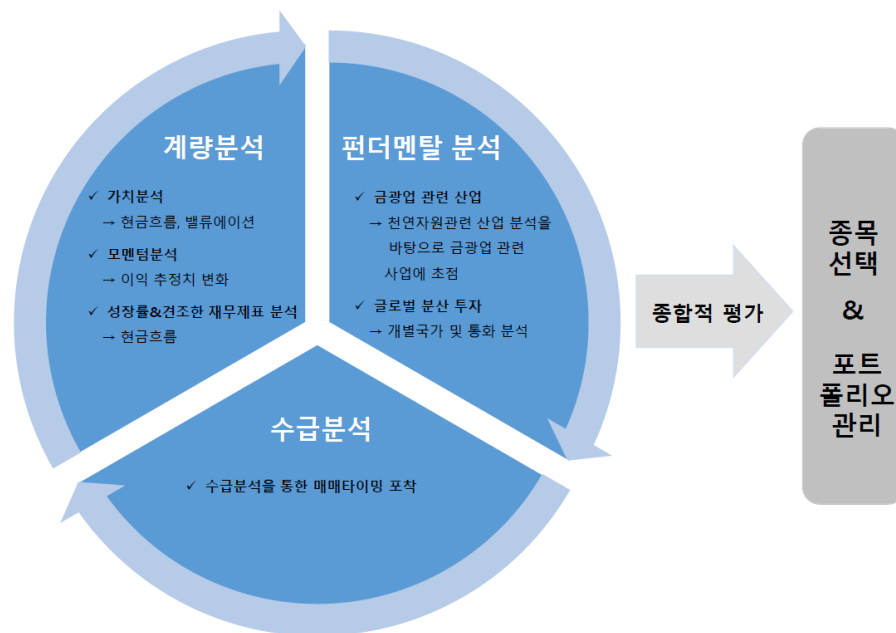 계량분석
✓ 가치분석
→ 현금흐름, 밸류에이션
✓ 모멘텀분석
→ 이익 추정치 변화
✓ 성장률&견조한 재무제표 분석
→ 현금흐름
펀더멘탈 분석
✓ 금광업 관련 산업
→ 천연자원관련 산업 분석을
바탕으로 금광업 관련
사업에 초점
✓ 글로벌 분산 투자
→ 개별국가 및 통화 분석
수급분석
✓ 수급분석을 통한 매매타이밍 포착
종합적 평가
종목
선택
&
포트
폴리오
관리